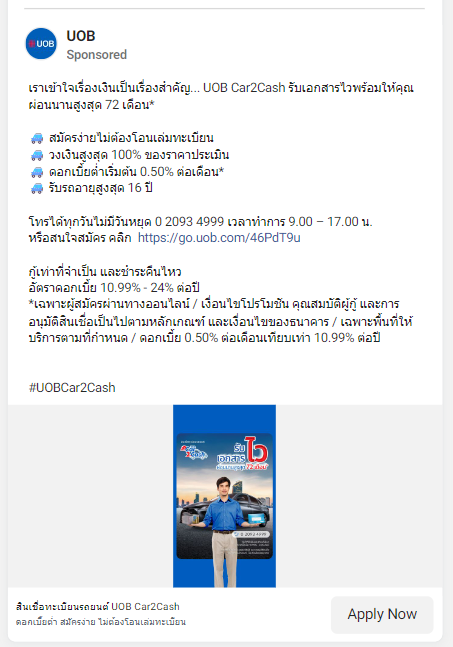 UOB
UOB
Sponsored
เราเข้าใจเรื่องเงินเป็นเรื่องสำคัญ... UOB Car2Cash รับเอกสารไวพร้อมให้คุณ
ผ่อนนานสูงสุด 72 เดือน*
🚙 สมัครง่ายไม่ต้องโอนเล่มทะเบียน
🚙 วงเงินสูงสุด 100% ของราคาประเมิน
🚙 ดอกเบี้ยต่ำเริ่มต้น 0.50% ต่อเดือน*
🚙 รับรถอายุสูงสุด 16 ปี
โทรได้ทุกวันไม่มีวันหยุด 0 2093 4999 เวลาทำการ 9.00 – 17.00 น.
หรือสนใจสมัคร คลิก https://go.uob.com/46PdT9u
กู้เท่าที่จำเป็น และชำระคืนไหว
อัตราดอกเบี้ย 10.99% - 24% ต่อปี
*เฉพาะผู้สมัครผ่านทางออนไลน์ / เงื่อนไขโปรโมชัน คุณสมบัติผู้กู้ และการ
อนุมัติสินเชื่อเป็นไปตามหลักเกณฑ์ และเงื่อนไขของธนาคาร / เฉพาะพื้นที่ให้
บริการตามที่กำหนด / ดอกเบี้ย 0.50% ต่อเดือนเทียบเท่า 10.99% ต่อปี
#UOBCar2Cash
รับ
เอกสาร ไว
ผ่อนนานสูงสุด 72 เดือน
0 2093 4999
สินเชื่อทะเบียนรถยนต์ UOB Car2Cash
ดอกเบี้ยต่ำ สมัครง่าย ไม่ต้องโอนเล่มทะเบียน
Apply Now